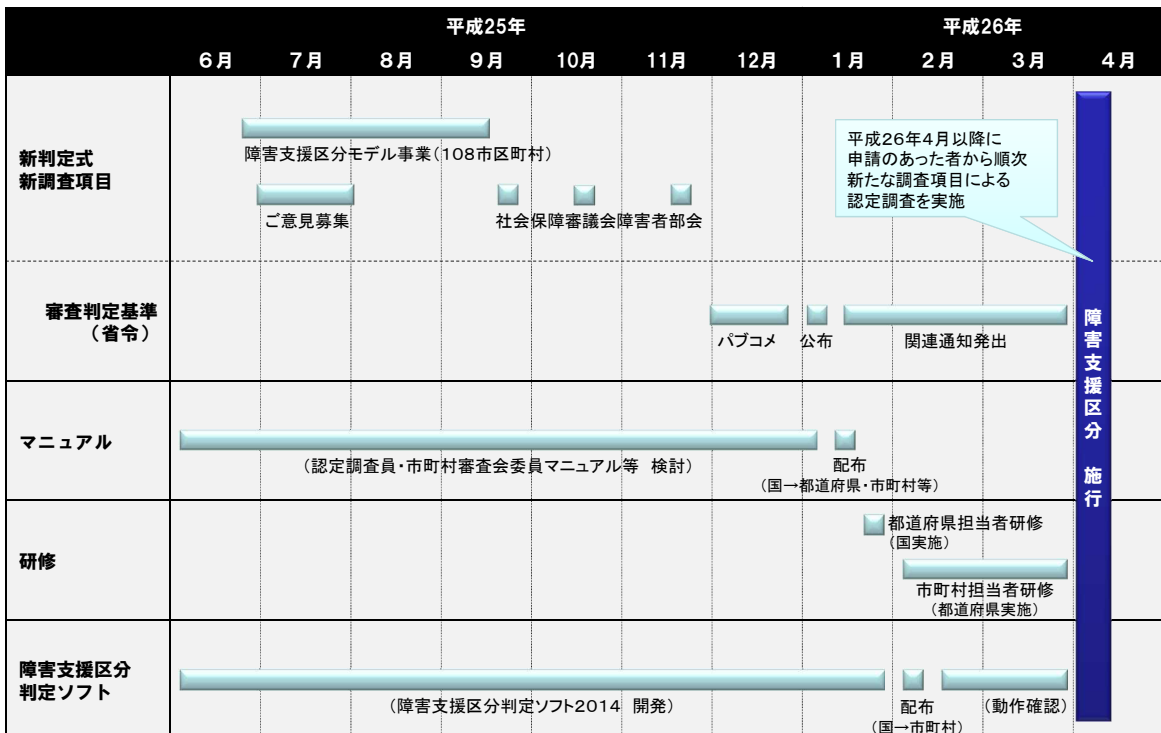 平成25年
平成26年
6月 7月 8月 9月 10月 11月 12月 1月 2月 3月 4月
新判定式
新調査項目
障害支援区分モデル事業(108市区町村)
ご意見募集
社会保障審議会障害者部会
平成26年4月以降に
申請のあった者から順次
新たな調査項目による
認定調査を実施
審査判定基準
(省令)
パブコメ
公布
関連通知発出
マニュアル
(認定調査員・市町村審査会委員マニュアル等 検討)
配布
(国→都道府県・市町村等)
研修
都道府県担当者研修
(国実施)
市町村担当者研修
(都道府県実施)
障害支援区分
判定ソフト
(障害支援区分判定ソフト2014 開発)
配布
(国→市町村)
(動作確認)
障害支援区分 施行